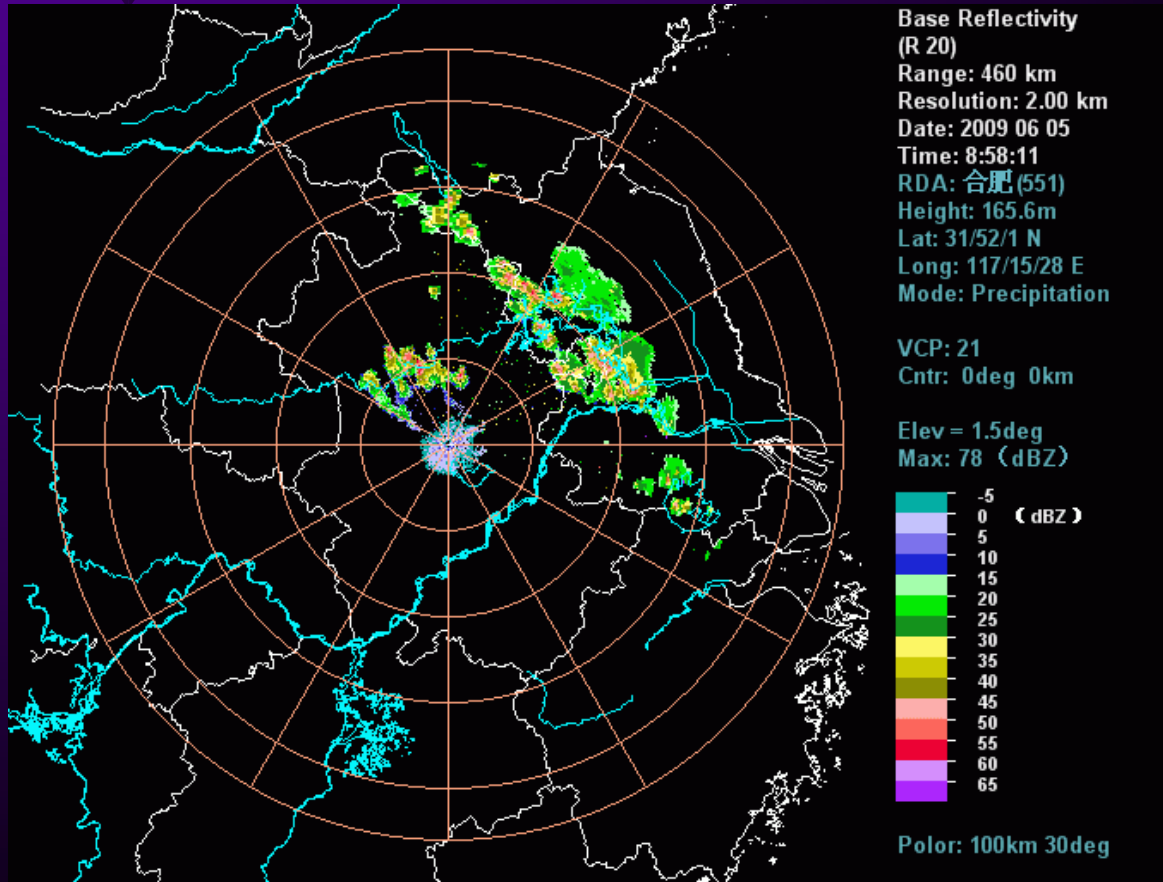 Base Reflectivity
(R 20)
Range: 460 km
Resolution: 2.00 km
Date: 2009 06 05
Time: 8:58:11
RDA: 合肥(551)
Height: 165.6m
Lat: 31/52/1 N
Long: 117/15/28 E
Mode: Precipitation
VCP: 21
Cntr: 0deg 0km
Elev = 1.5deg
Max: 78 (dBZ)
-5
0 (dBZ)
5
10
15
20
25
30
35
40
45
50
55
60
65
Polor: 100km 30deg